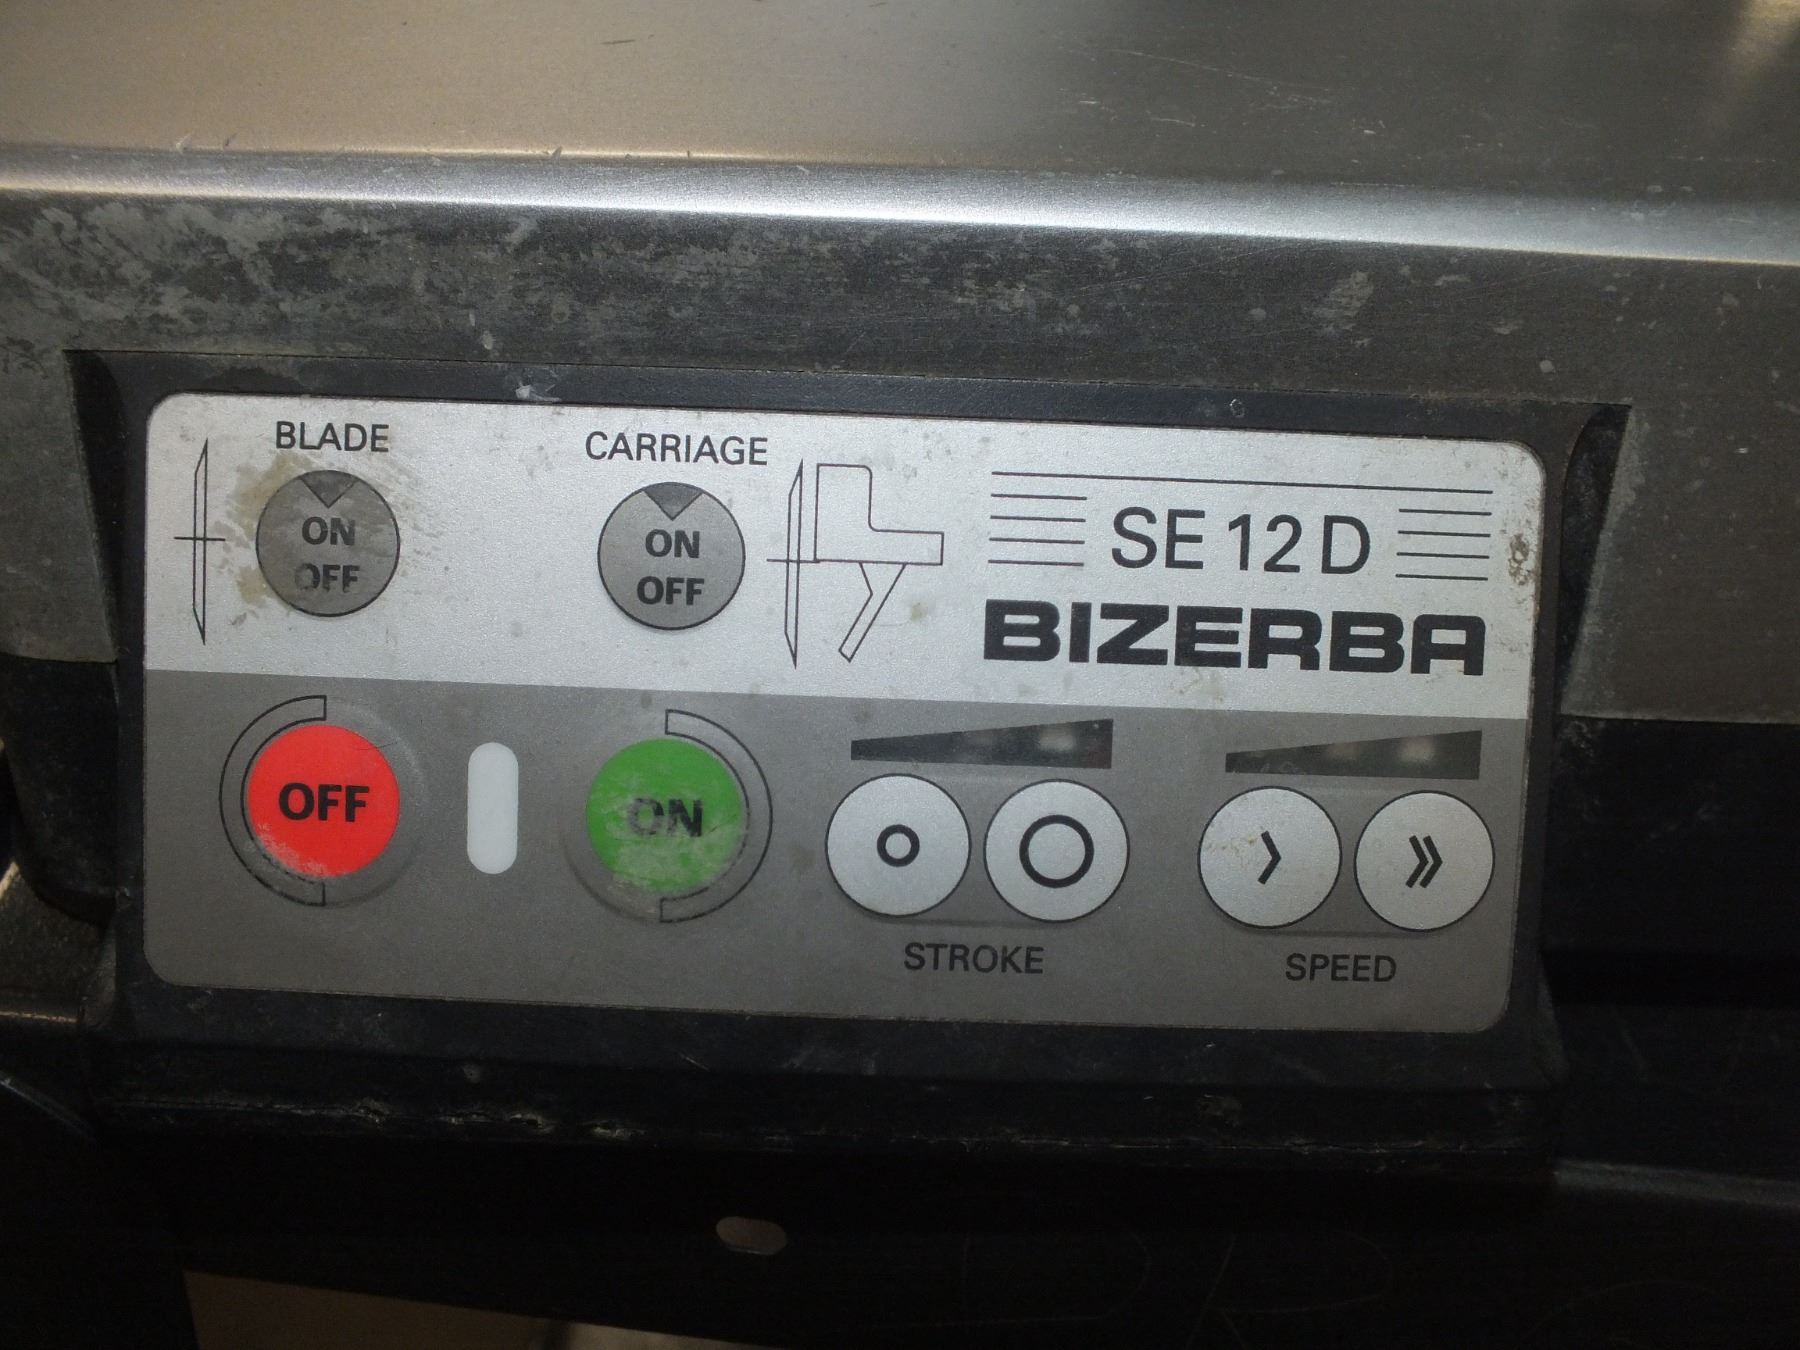 BLADE
ON
OFF
CARRIAGE
ON
OFF
SE 12 D
BIZERBA
OFF
ON
STROKE
SPEED